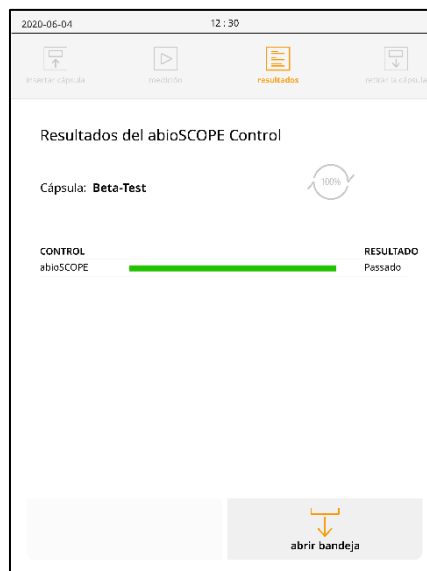 2020-06-04 12 : 30
insertar cápsula medición resultados retirar la cápsula
Resultados del abioSCOPE Control
Cápsula: Beta-Test 100%
CONTROL RESULTADO
abioSCOPE Passado
abrir bandeja